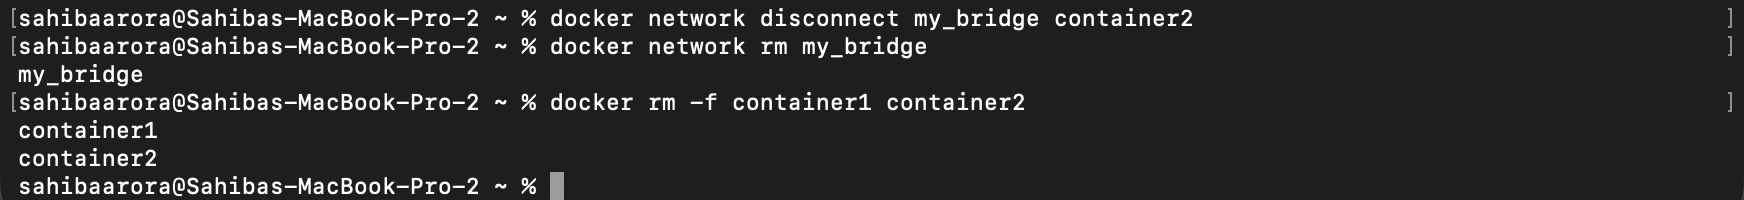 [sahibaarora@Sahibas-MacBook-Pro-2 ~ % docker network disconnect my_bridge container2 ]
[sahibaarora@Sahibas-MacBook-Pro-2 ~ % docker network rm my_bridge ]
my_bridge
[sahibaarora@Sahibas-MacBook-Pro-2 ~ % docker rm -f container1 container2 ]
container1
container2
sahibaarora@Sahibas-MacBook-Pro-2 ~ %